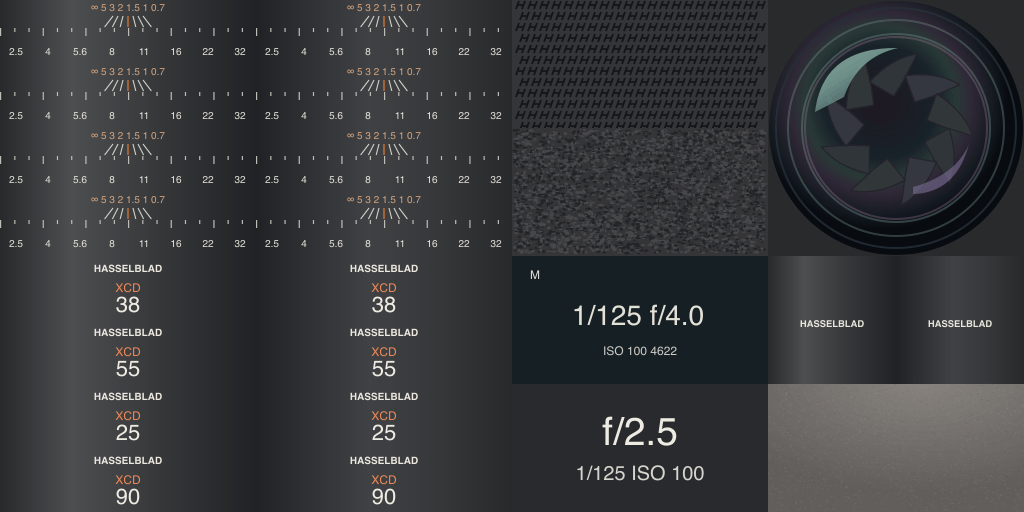 ∞ 5 3 2 1.5 1 0.7
2.5 4 5.6 8 11 16 22 32
∞ 5 3 2 1.5 1 0.7
2.5 4 5.6 8 11 16 22 32
∞ 5 3 2 1.5 1 0.7
2.5 4 5.6 8 11 16 22 32
∞ 5 3 2 1.5 1 0.7
2.5 4 5.6 8 11 16 22 32
∞ 5 3 2 1.5 1 0.7
2.5 4 5.6 8 11 16 22 32
∞ 5 3 2 1.5 1 0.7
2.5 4 5.6 8 11 16 22 32
∞ 5 3 2 1.5 1 0.7
2.5 4 5.6 8 11 16 22 32
∞ 5 3 2 1.5 1 0.7
2.5 4 5.6 8 11 16 22 32
HASSELBLAD
XCD
38
HASSELBLAD
XCD
55
HASSELBLAD
XCD
25
HASSELBLAD
XCD
90
HASSELBLAD
XCD
38
HASSELBLAD
XCD
55
HASSELBLAD
XCD
25
HASSELBLAD
XCD
90
M
1/125 f/4.0
ISO 100 4622
f/2.5
1/125 ISO 100
HASSELBLAD
HASSELBLAD